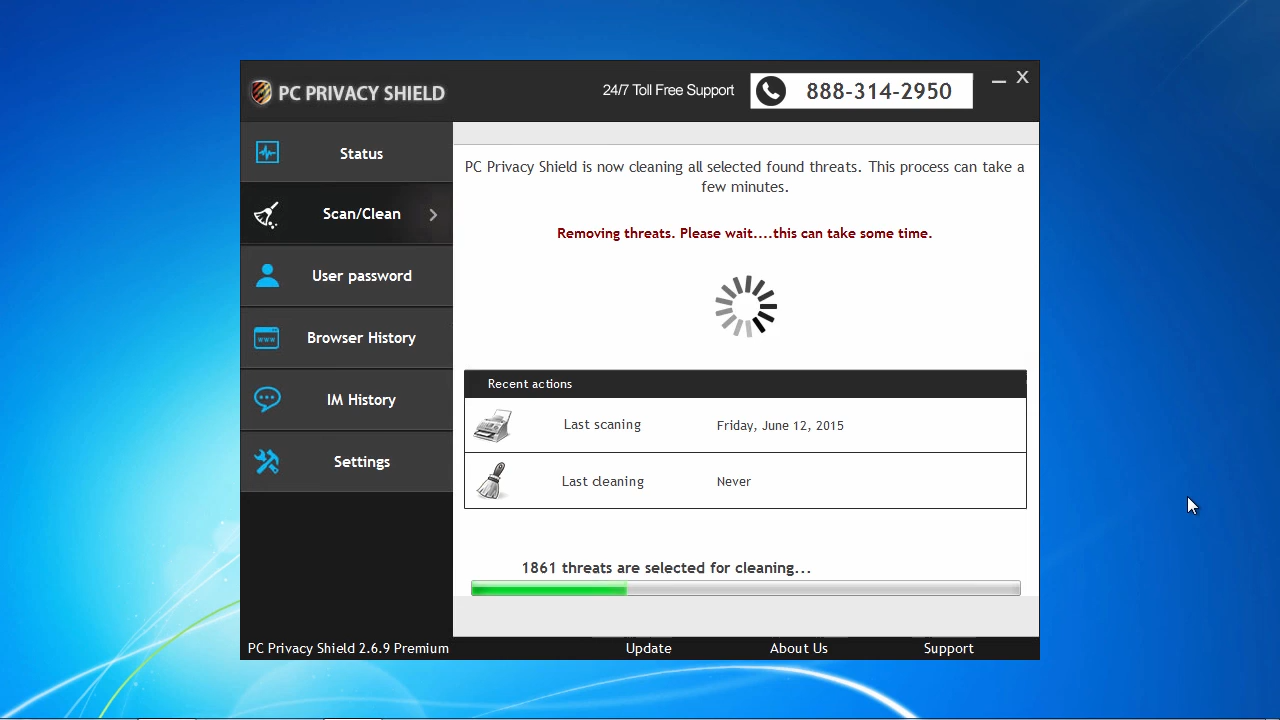 PC PRIVACY SHIELD
24/7 Toll Free Support
888-314-2950
Status
Scan/Clean
User password
Browser History
WWW
IM History
Settings
PC Privacy Shield is now cleaning all selected found threats. This process can take a
few minutes.
Removing threats. Please wait....this can take some time.
Recent actions
Last scaning Friday, June 12, 2015
Last cleaning Never
1861 threats are selected for cleaning...
PC Privacy Shield 2.6.9 Premium
Update
About Us
Support